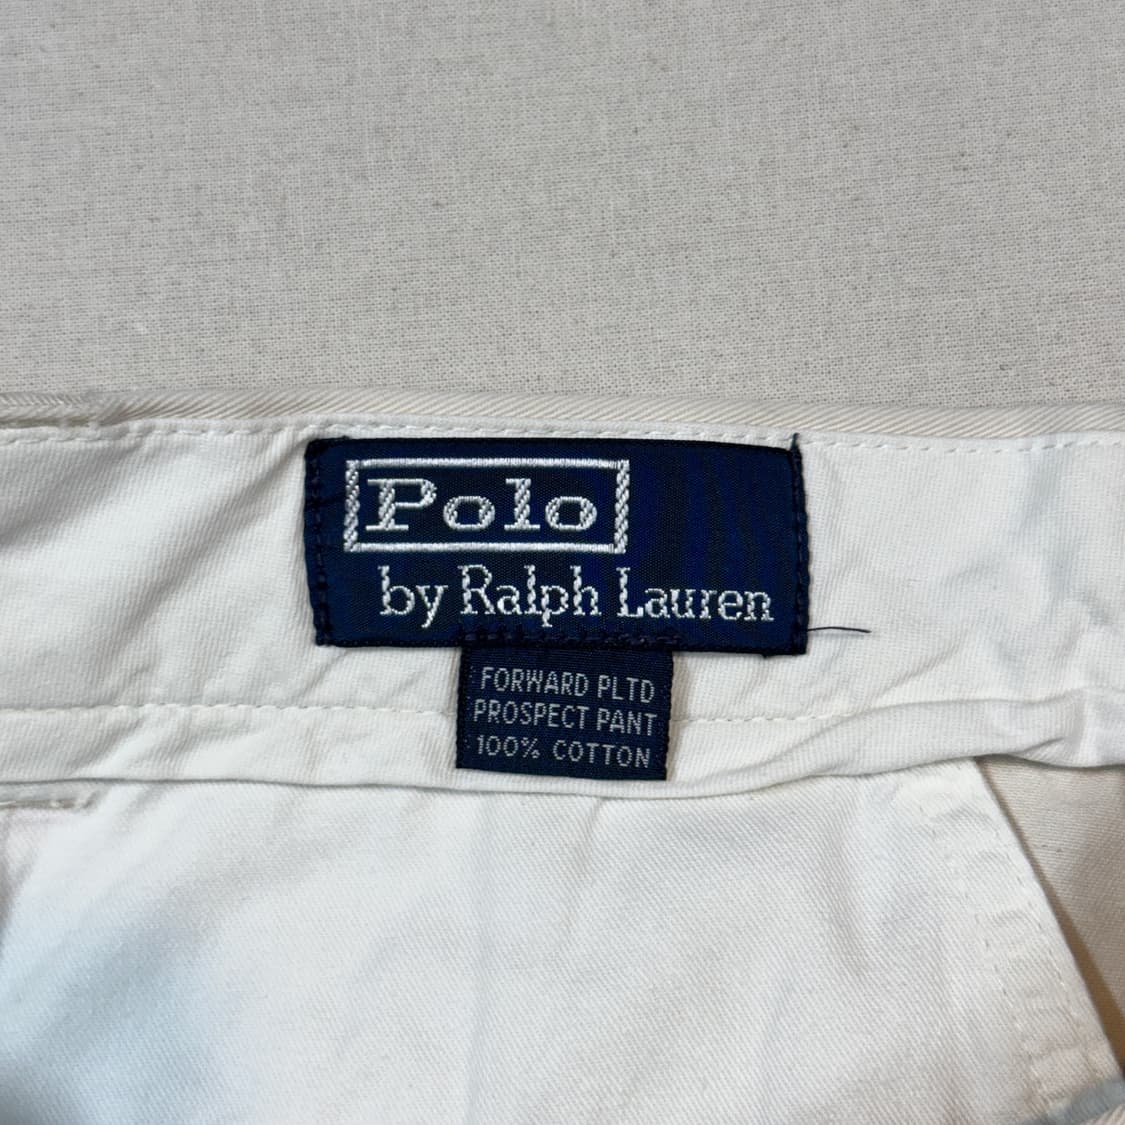 Polo
by Ralph Lauren
FORWARD PLTD
PROSPECT PANT
100% COTTON